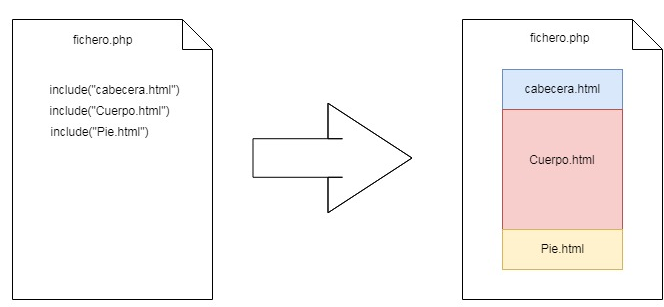 fichero.php
include("cabecera.html")
include("Cuerpo.html")
include("Pie.html")
fichero.php
cabecera.html
Cuerpo.html
Pie.html